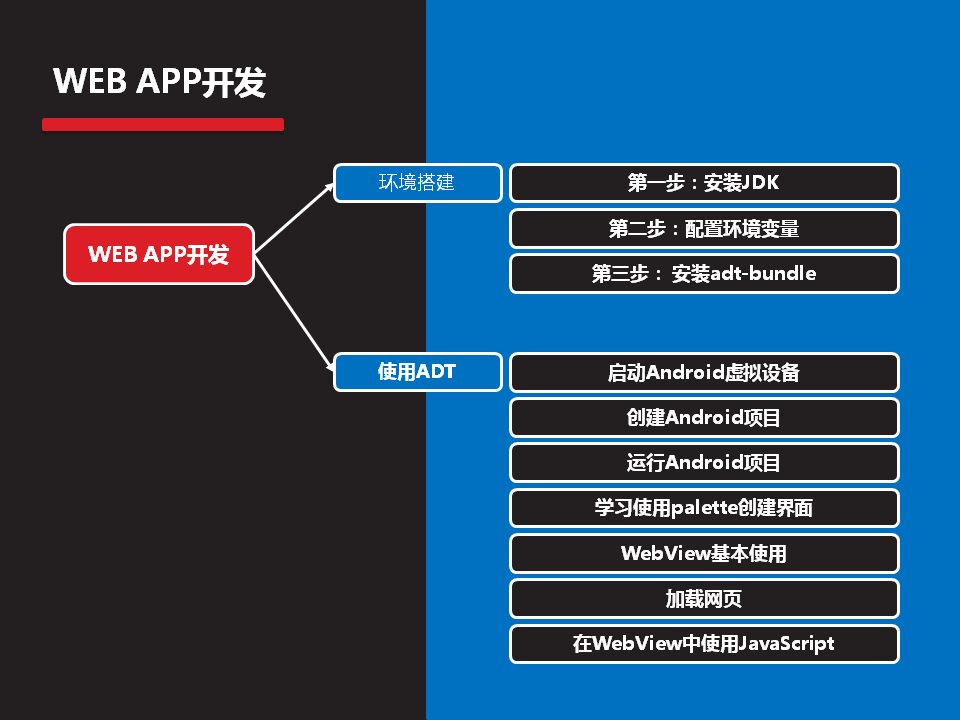 WEB APP开发
环境搭建
第一步：安装JDK
第二步：配置环境变量
WEB APP开发
第三步： 安装adt-bundle
使用ADT
启动Android虚拟设备
创建Android项目
运行Android项目
学习使用palette创建界面
WebView基本使用
加载网页
在WebView中使用JavaScript